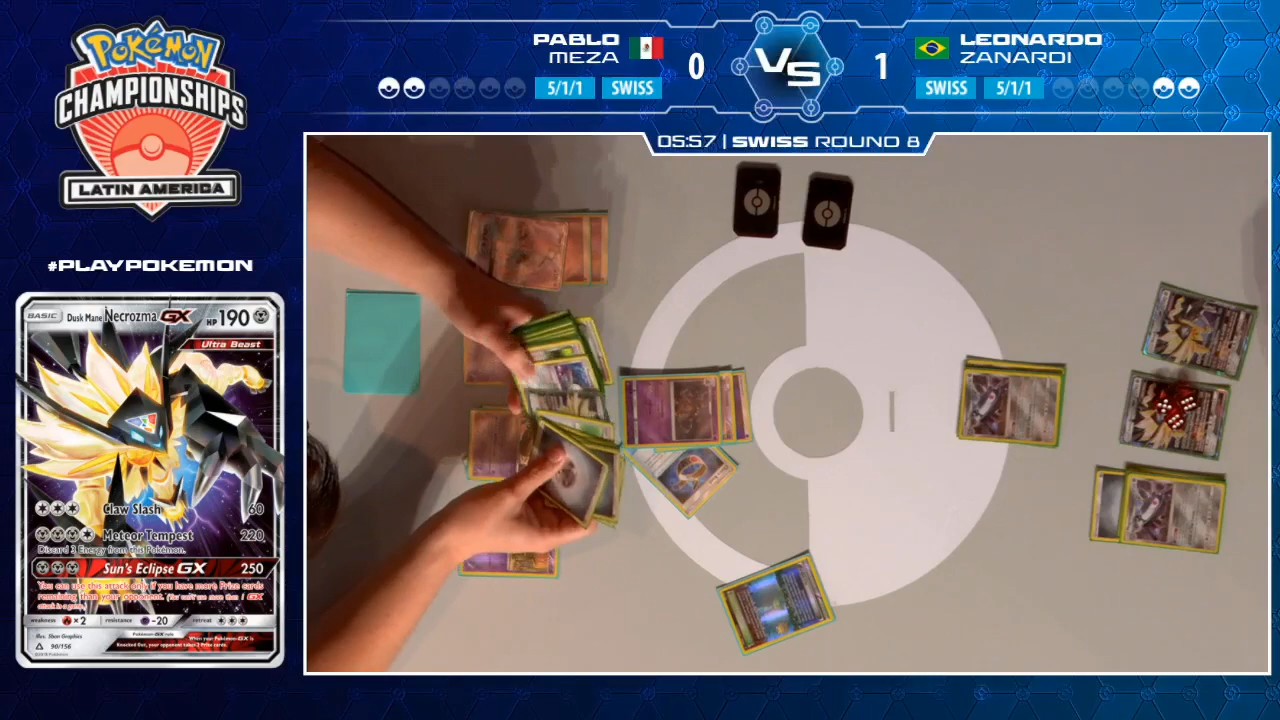 Pokémon
CHAMPIONSHIPS
LATIN AMERICA
#PLAYPOKEMON
PABLO
MEZA
0
VS
1
LEONARDO
ZANARDI
5/1/1
SWISS
SWISS
5/1/1
05:57 | SWISS ROUND 8
BASIC
Dusk Mane Necrozma GX
HP 190
Ultra Beast
Claw Slash 60
Meteor Tempest 220
Discard 3 Energy from this Pokémon.
Sun's Eclipse GX 250
You can use this attack only if you have more Prize cards
remaining than your opponent. (You can't use more than 1 GX
attack in a game.)
weakness ×2 resistance -20 retreat
Pokémon-GX rule
When your Pokémon-GX is
Knocked Out, your opponent takes 2 Prize cards.
90/156